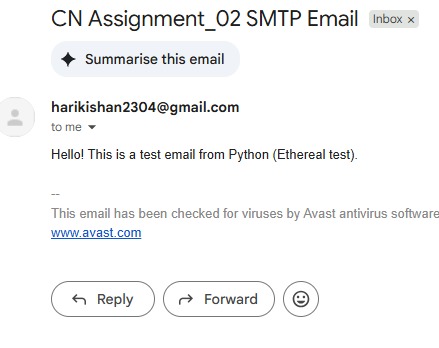 CN Assignment_02 SMTP Email Inbox ×
Summarise this email
harikishan2304@gmail.com
to me
Hello! This is a test email from Python (Ethereal test).
--
This email has been checked for viruses by Avast antivirus software
www.avast.com
Reply Forward